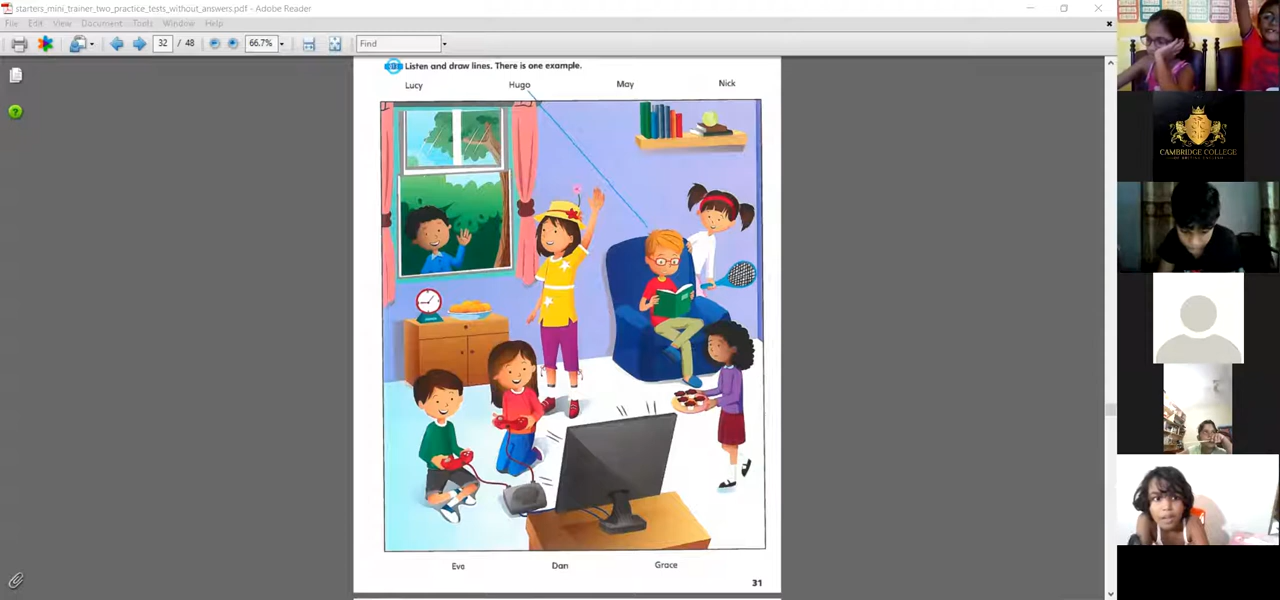 starters_mini_trainer_two_practice_tests_without_answers.pdf - Adobe Reader
File Edit View Document Tools Window Help
32 / 48 66.7% Find
Listen and draw lines. There is one example.
Lucy Hugo May Nick
Eva Dan Grace
31
CAMBRIDGE COLLEGE